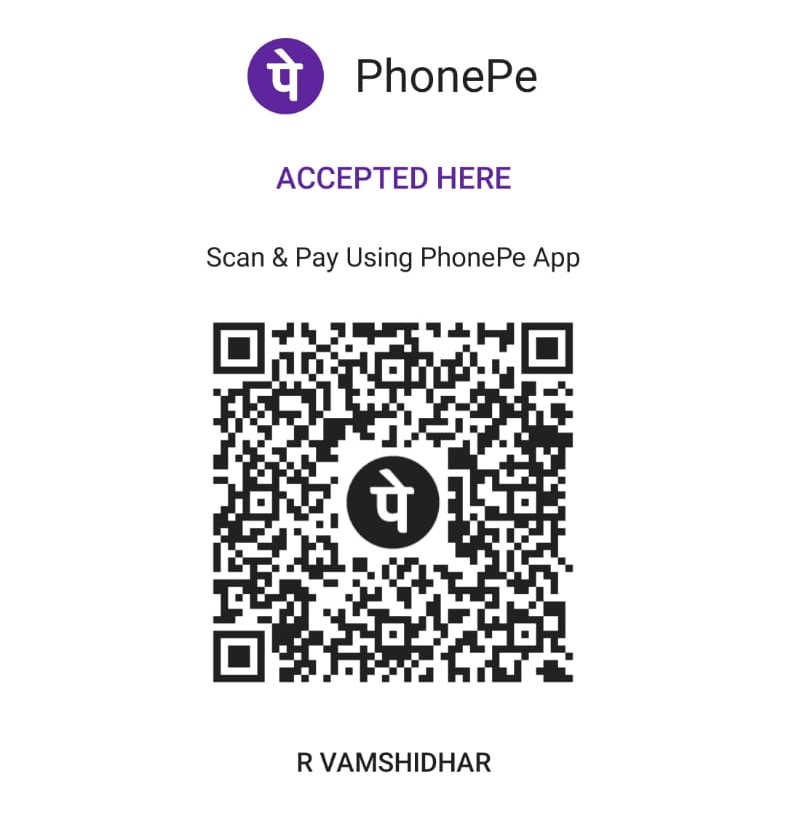 पे PhonePe
ACCEPTED HERE
Scan & Pay Using PhonePe App
पे
R VAMSHIDHAR